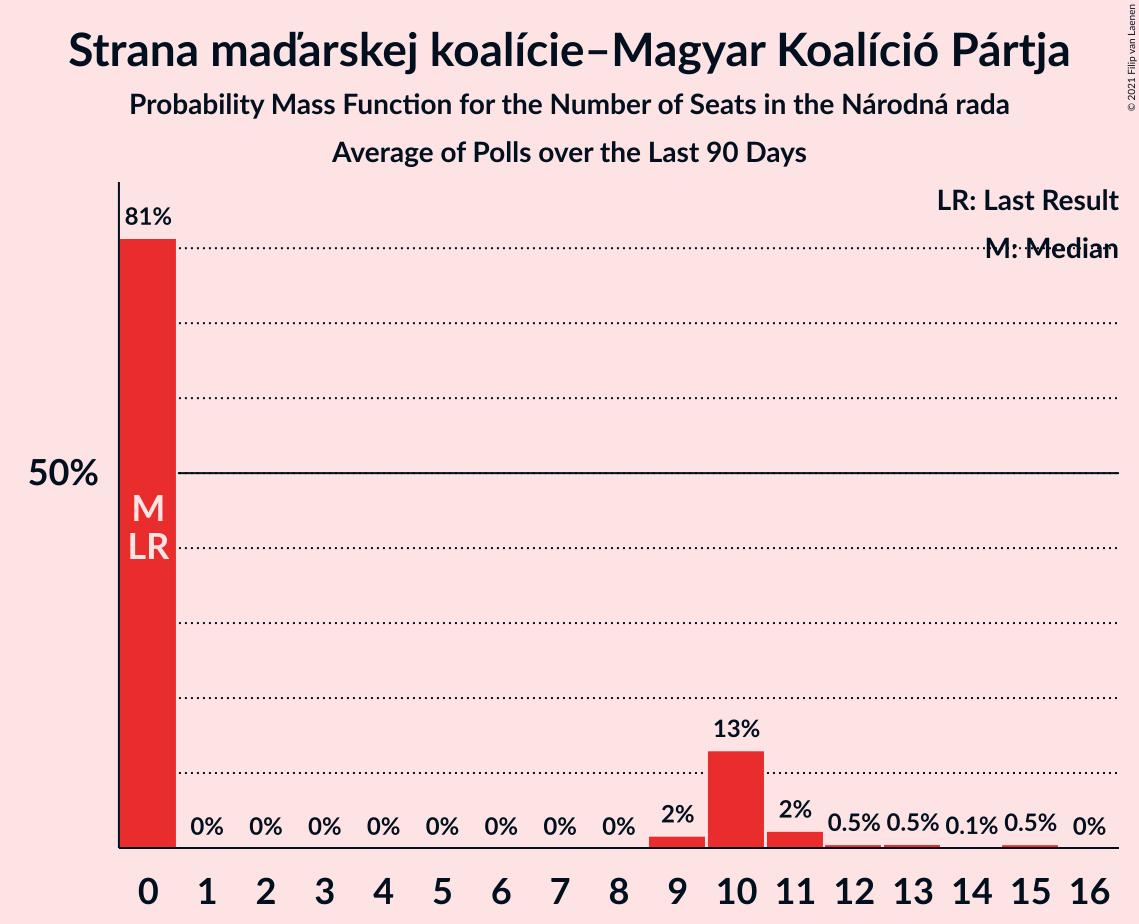 Strana maďarskej koalície–Magyar Koalíció Pártja
Probability Mass Function for the Number of Seats in the Národná rada
Average of Polls over the Last 90 Days
© 2021 Filip van Laenen
LR: Last Result
M: Median
81%
50%
M
LR
0% 0% 0% 0% 0% 0% 0% 0% 2% 13% 2% 0.5% 0.5% 0.1% 0.5% 0%
0 1 2 3 4 5 6 7 8 9 10 11 12 13 14 15 16